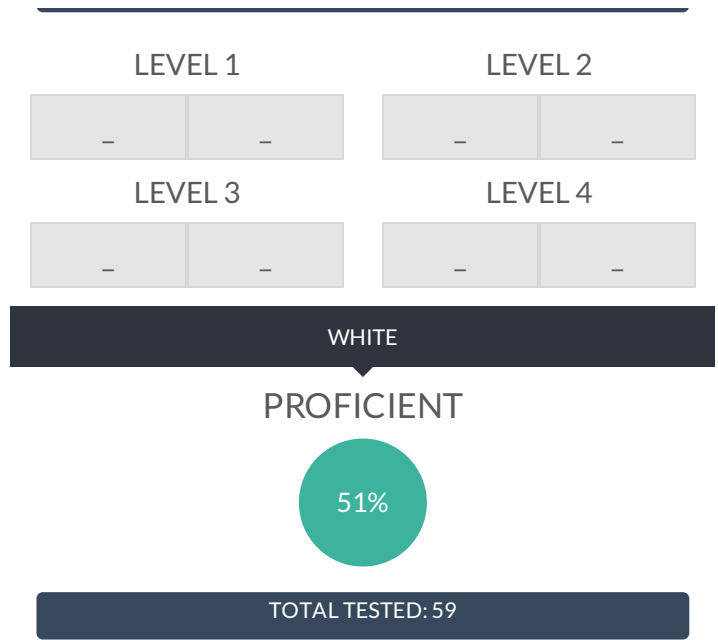 LEVEL 1 LEVEL 2
– – – –
LEVEL 3 LEVEL 4
– – – –
WHITE
PROFICIENT
51%
TOTAL TESTED: 59